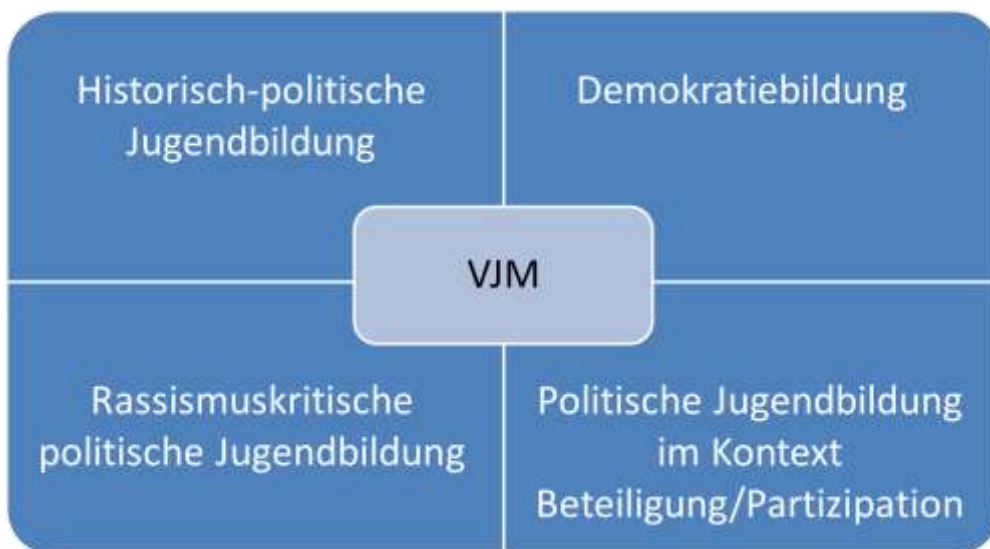 Historisch-politische
Jugendbildung
Demokratiebildung
VJM
Rassismuskritische
politische Jugendbildung
Politische Jugendbildung
im Kontext
Beteiligung/Partizipation